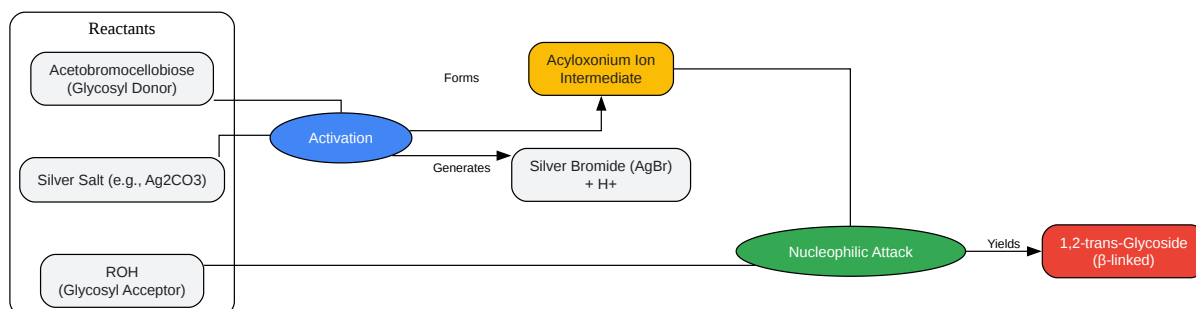 Reactants
Acetobromocellobiose
(Glycosyl Donor)
Silver Salt (e.g., Ag2CO3)
ROH
(Glycosyl Acceptor)
Activation
Forms
Generates
Acyloxonium Ion
Intermediate
Silver Bromide (AgBr)
+ H+
Nucleophilic Attack
Yields
1,2-trans-Glycoside
(β-linked)